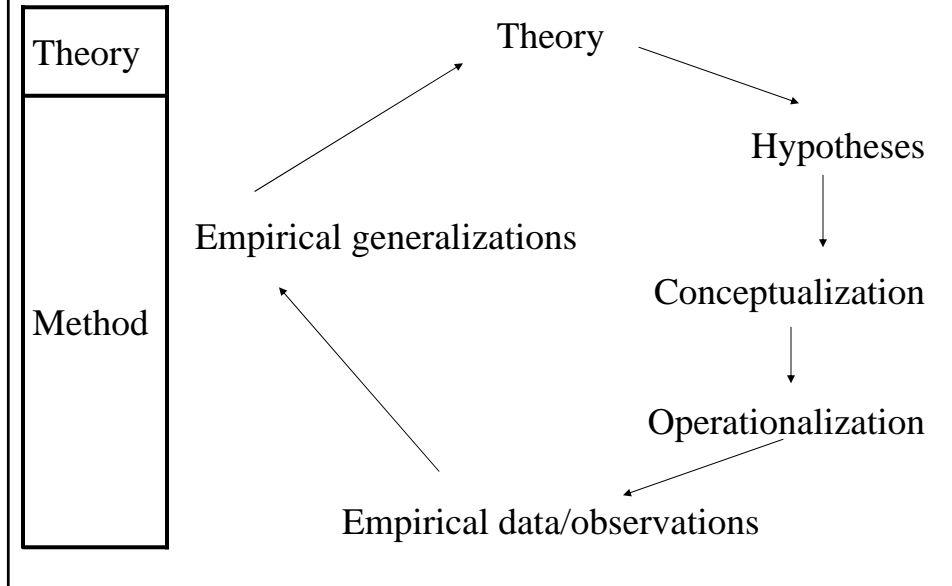 Theory
Theory
Hypotheses
Empirical generalizations
Conceptualization
Method
Operationalization
Empirical data/observations